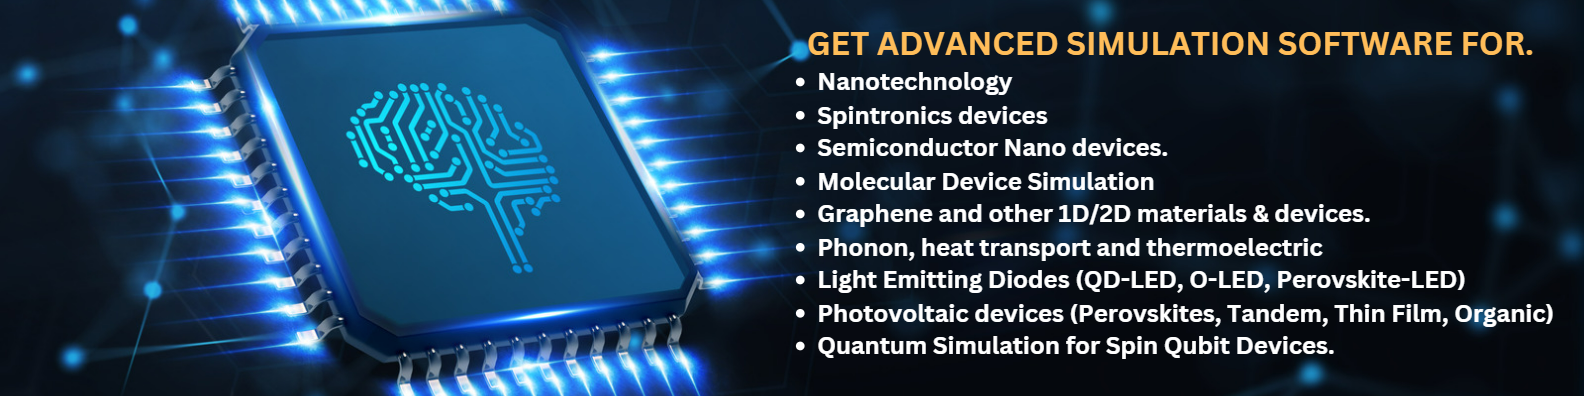 GET ADVANCED SIMULATION SOFTWARE FOR.
• Nanotechnology
• Spintronics devices
• Semiconductor Nano devices.
• Molecular Device Simulation
• Graphene and other 1D/2D materials & devices.
• Phonon, heat transport and thermoelectric
• Light Emitting Diodes (QD-LED, O-LED, Perovskite-LED)
• Photovoltaic devices (Perovskites, Tandem, Thin Film, Organic)
• Quantum Simulation for Spin Qubit Devices.